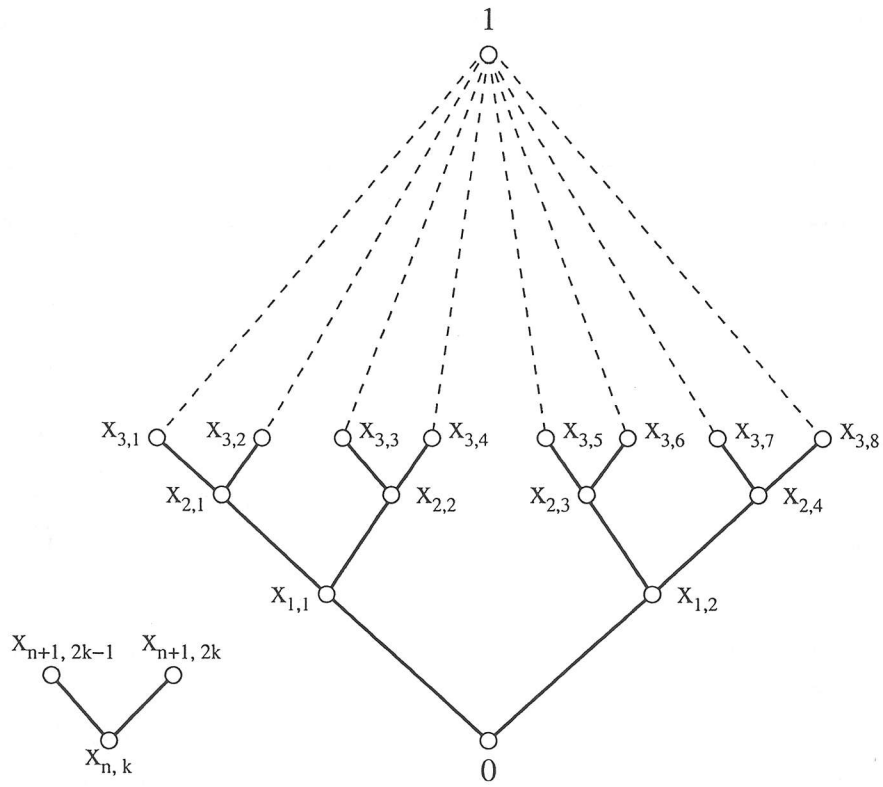 1
X3,1 X3,2 X3,3 X3,4 X3,5 X3,6 X3,7 X3,8
X2,1 X2,2 X2,3 X2,4
X1,1 X1,2
Xn+1, 2k−1 Xn+1, 2k
Xn, k
0